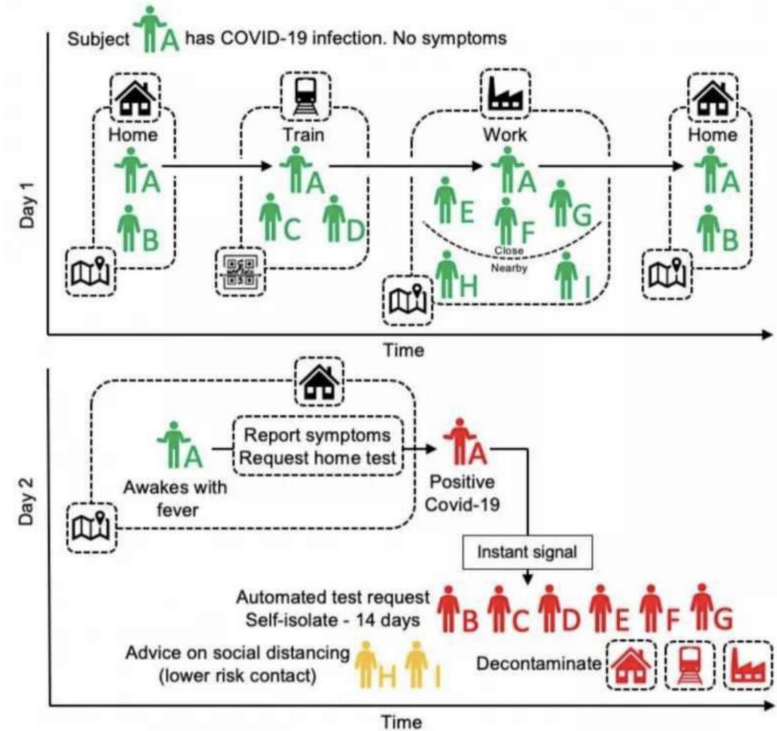 Subject A has COVID-19 infection. No symptoms
Home
Train
Work
Home
A
A
A
A
B
C
D
E
F
G
B
Close
Nearby
H
I
Day 1
Time
A
Report symptoms
Request home test
A
Awakes with
fever
Positive
Covid-19
Instant signal
Automated test request
Self-isolate - 14 days
B
C
D
E
F
G
Advice on social distancing
(lower risk contact)
H
I
Decontaminate
Day 2
Time